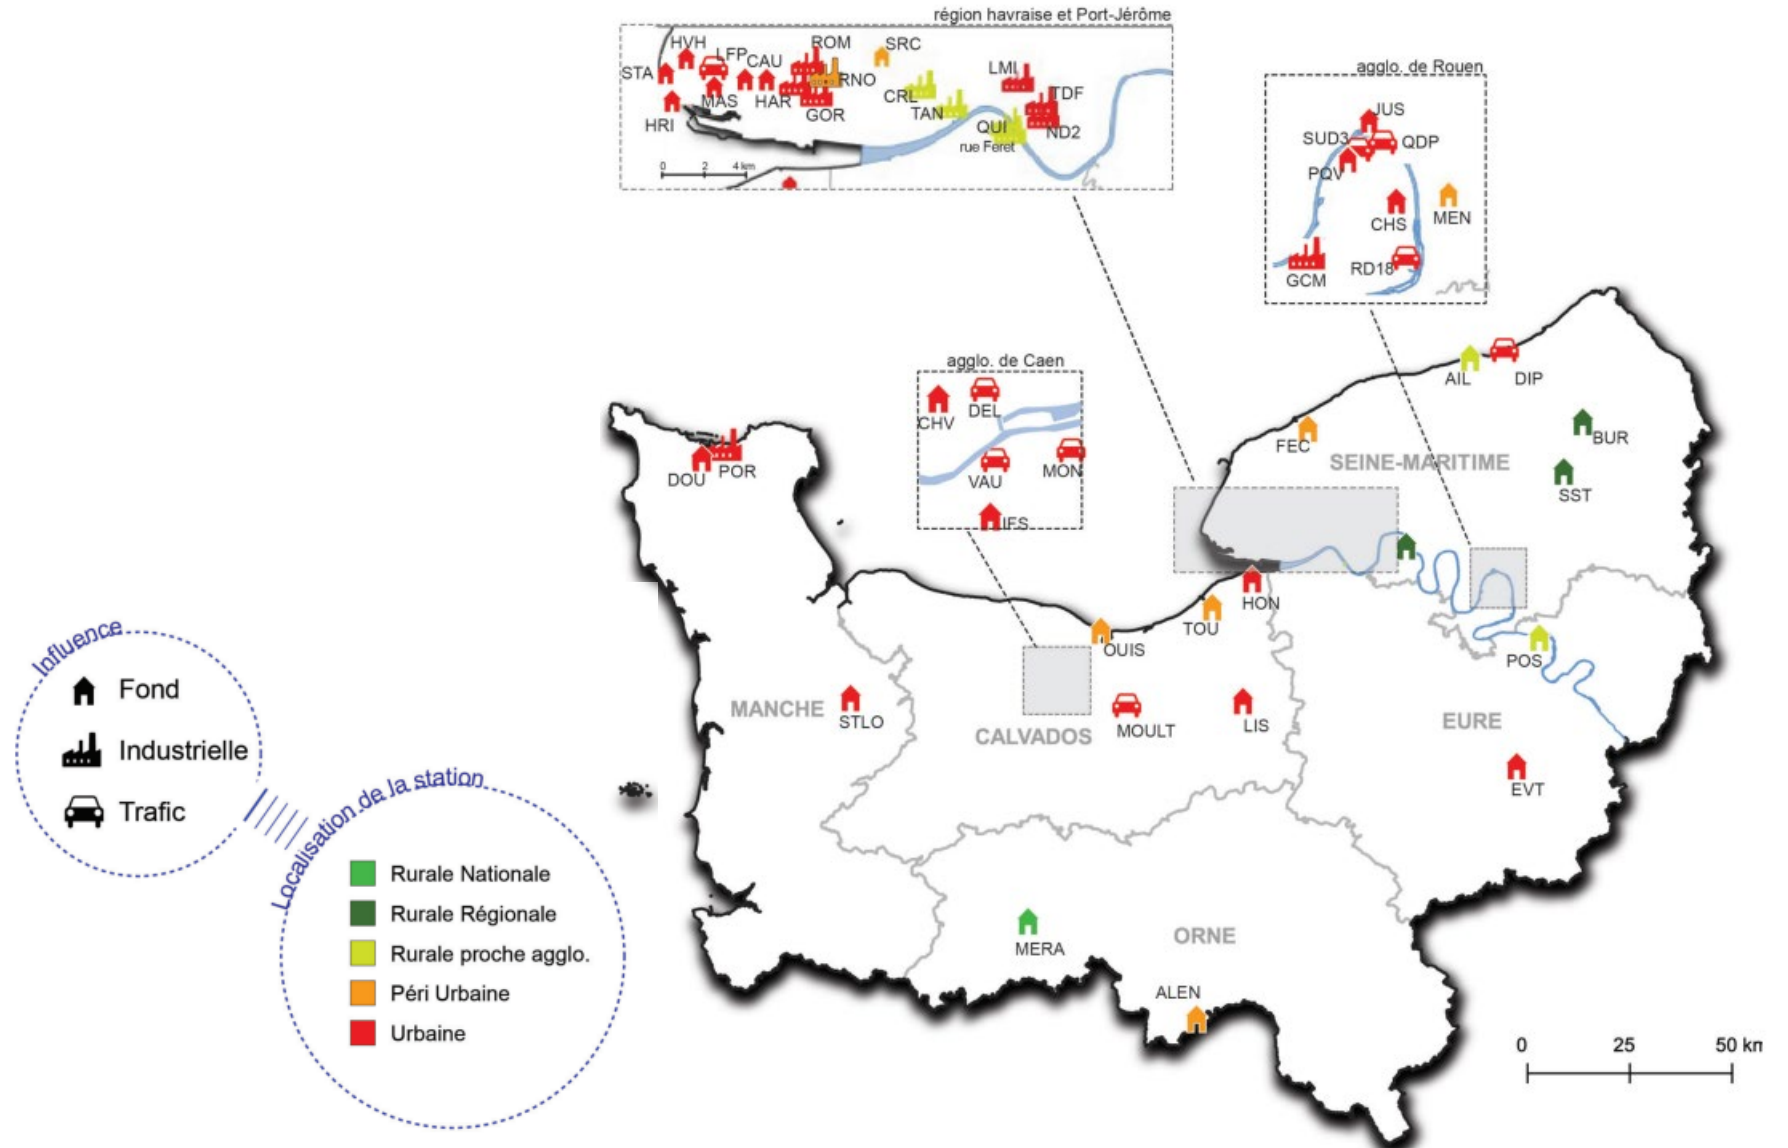 région havraise et Port-Jérôme
HVH
LFP
CAU
ROM
SRC
STA
RNO
LMI
MAS
HAR
CRL
TDF
GOR
TAN
HRI
QUI
ND2
rue Feret
0 2 4 km
agglo. de Rouen
JUS
SUD3
QDP
PQV
CHS
MEN
RD18
GCM
agglo. de Caen
CHV
DEL
VAU
MON
IFS
AIL
DIP
FEC
BUR
SEINE-MARITIME
SST
DOU
POR
HON
TOU
OUIS
POS
MANCHE
STLO
CALVADOS
MOULT
LIS
EURE
EVT
MERA
ORNE
ALEN
0 25 50 km
Influence
Fond
Industrielle
Trafic
Localisation de la station
Rurale Nationale
Rurale Régionale
Rurale proche agglo.
Péri Urbaine
Urbaine